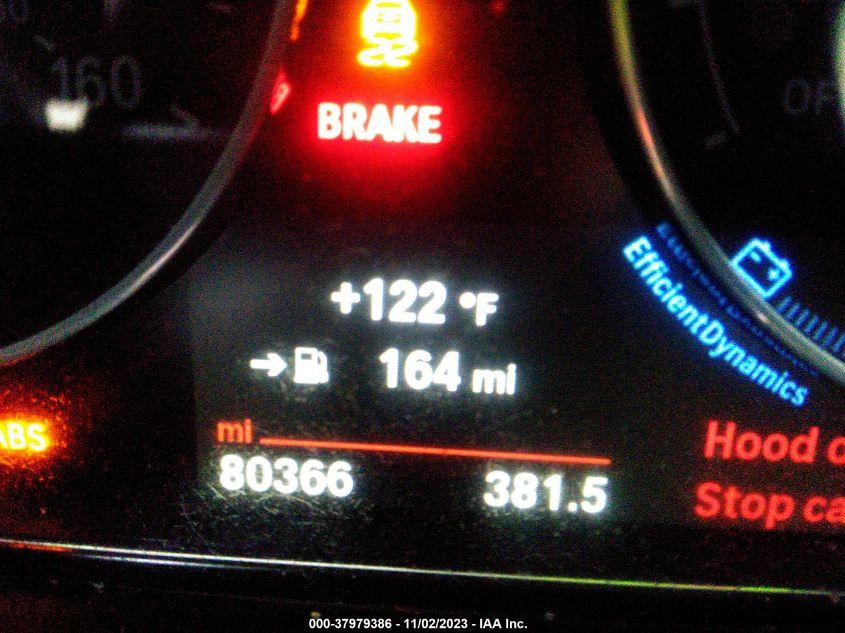 160
BRAKE
+122 °F
164 mi
EfficientDynamics
ABS
mi
80366 381.5
Hood
Stop
000-37979386 - 11/02/2023 - IAA Inc.